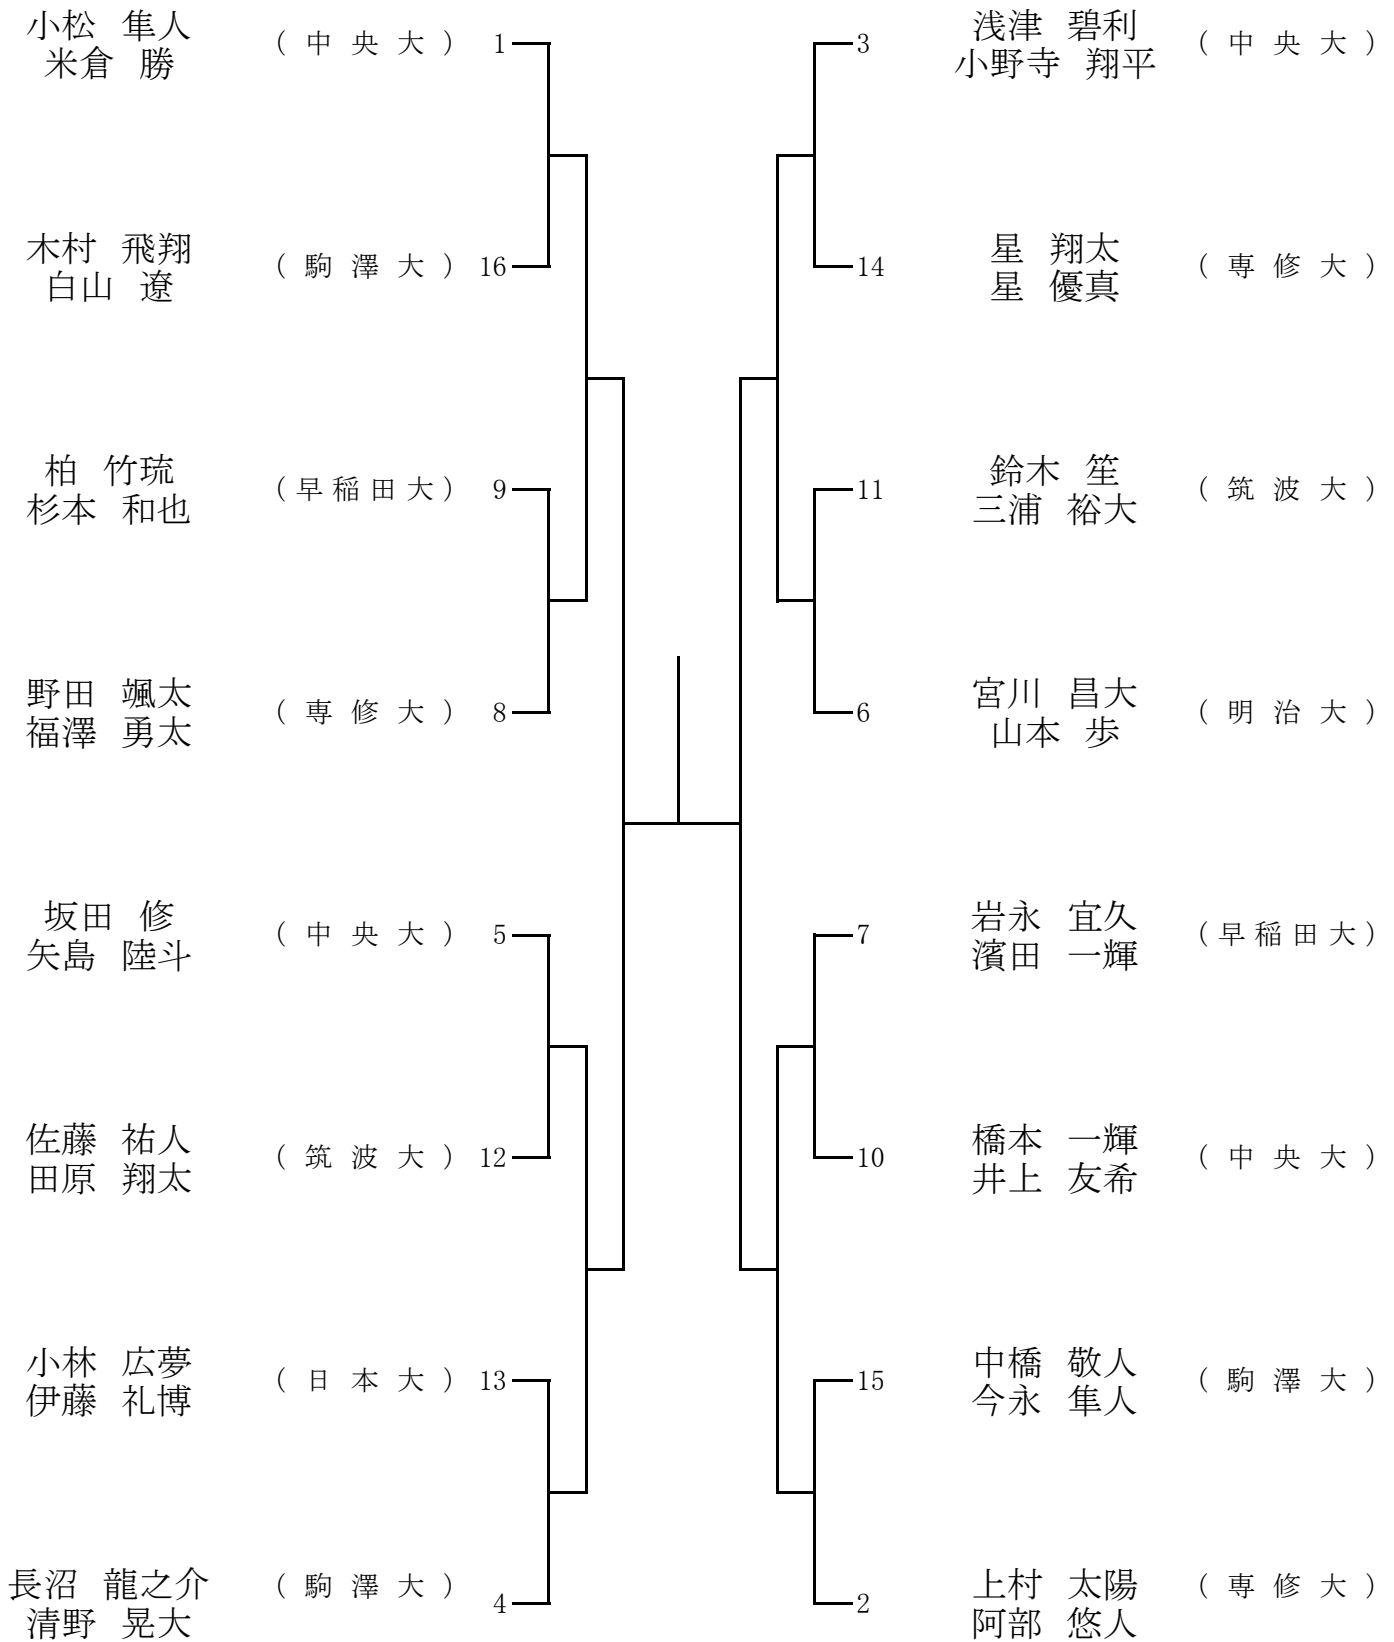 小松 隼人
米倉 勝
(中央大) 1
木村 飛翔
白山 遼
(駒澤大) 16
柏 竹琉
杉本 和也
(早稲田大) 9
野田 颯太
福澤 勇太
(専修大) 8
坂田 修
矢島 陸斗
(中央大) 5
佐藤 祐人
田原 翔太
(筑波大) 12
小林 広夢
伊藤 礼博
(日本大) 13
長沼 龍之介
清野 晃大
(駒澤大) 4
3 浅津 碧利
小野寺 翔平
(中央大)
14 星 翔太
星 優真
(専修大)
11 鈴木 笙
三浦 裕大
(筑波大)
6 宮川 昌大
山本 歩
(明治大)
7 岩永 宜久
濱田 一輝
(早稲田大)
10 橋本 一輝
井上 友希
(中央大)
15 中橋 敬人
今永 隼人
(駒澤大)
2 上村 太陽
阿部 悠人
(専修大)